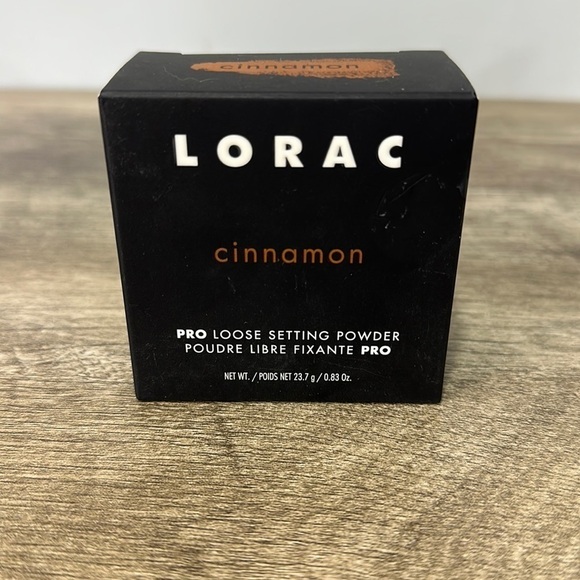 cinnamon
LORAC
cinnamon
PRO LOOSE SETTING POWDER
POUDRE LIBRE FIXANTE PRO
NET WT. / POIDS NET 23.7 g / 0.83 Oz.